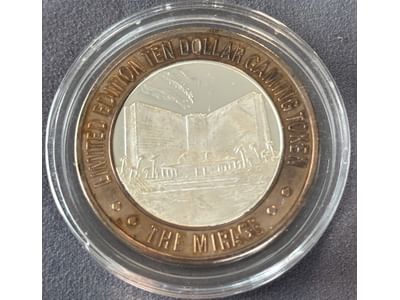 LIMITED EDITION TEN DOLLAR GAMING TOKEN
THE MIRAGE